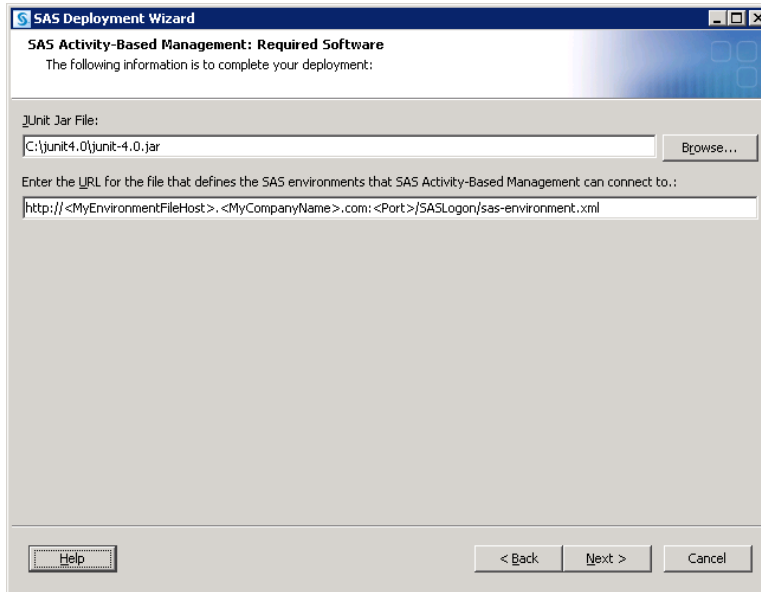 SAS Deployment Wizard
SAS Activity-Based Management: Required Software
The following information is to complete your deployment:
JUnit Jar File:
C:\junit4.0\junit-4.0.jar
Browse...
Enter the URL for the file that defines the SAS environments that SAS Activity-Based Management can connect to.:
http://<MyEnvironmentFileHost>.<MyCompanyName>.com:<Port>/SASLogon/sas-environment.xml
Help
< Back
Next >
Cancel